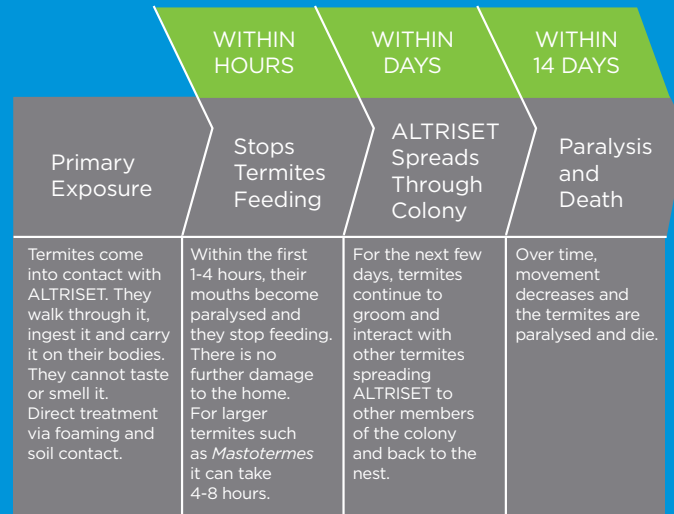 WITHIN
HOURS
WITHIN
DAYS
WITHIN
14 DAYS
Primary
Exposure
Stops
Termites
Feeding
ALTRISET
Spreads
Through
Colony
Paralysis
and
Death
Termites come
into contact with
ALTRISET. They
walk through it,
ingest it and carry
it on their bodies.
They cannot taste
or smell it.
Direct treatment
via foaming and
soil contact.
Within the first
1-4 hours, their
mouths become
paralysed and
they stop feeding.
There is no
further damage
to the home.
For larger
termites such
as Mastotermes
it can take
4-8 hours.
For the next few
days, termites
continue to
groom and
interact with
other termites
spreading
ALTRISET to
other members
of the colony
and back to the
nest.
Over time,
movement
decreases and
the termites are
paralysed and die.